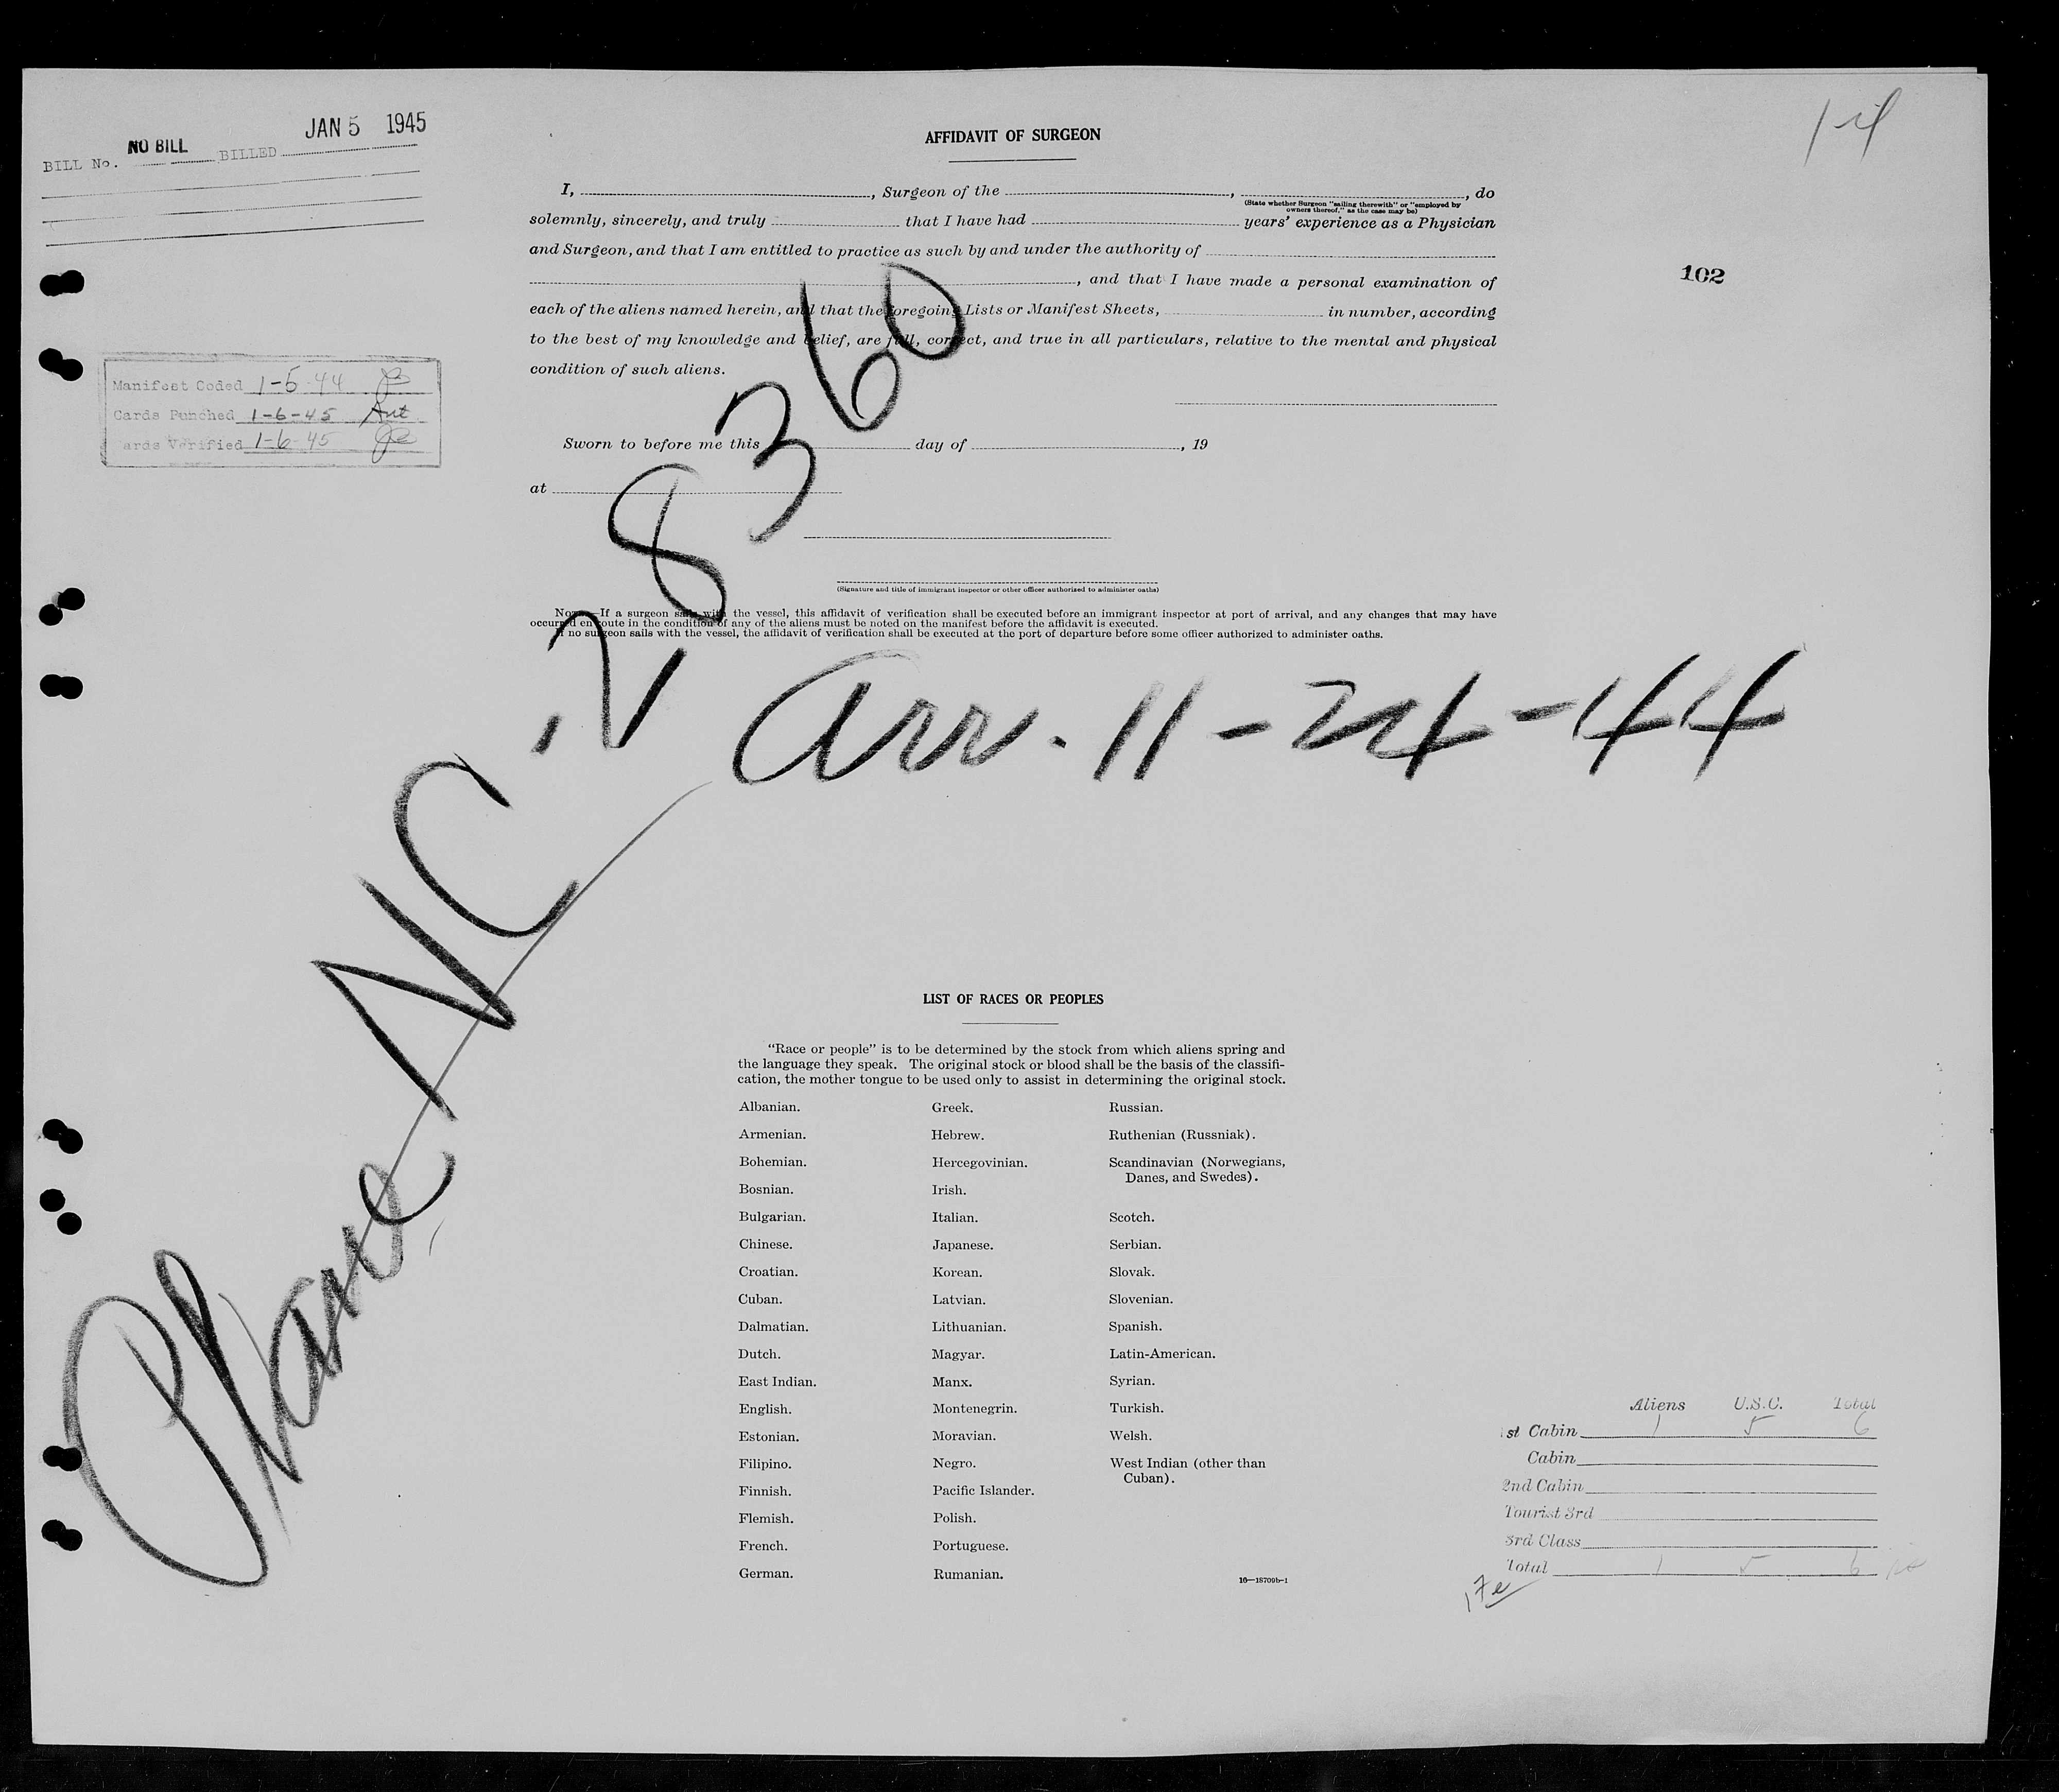 JAN 5 1945
NO BILL
BILL No. BILLED
AFFIDAVIT OF SURGEON
I, , Surgeon of the , , do
(State whether Surgeon "sailing therewith" or "employed by
owners thereof," as the case may be)
solemnly, sincerely, and truly that I have had years' experience as a Physician
and Surgeon, and that I am entitled to practice as such by and under the authority of
, and that I have made a personal examination of
each of the aliens named herein, and that the foregoing Lists or Manifest Sheets, in number, according
to the best of my knowledge and belief, are full, correct, and true in all particulars, relative to the mental and physical
condition of such aliens.
102
Manifest Coded 1-5-44
Cards Punched 1-6-45
Cards Verified 1-6-45
Sworn to before me this day of , 19
at
(Signature and title of immigrant inspector or other officer authorized to administer oaths)
Note.—If a surgeon sails with the vessel, this affidavit of verification shall be executed before an immigrant inspector at port of arrival, and any changes that may have
occurred en route in the condition of any of the aliens must be noted on the manifest before the affidavit is executed.
If no surgeon sails with the vessel, the affidavit of verification shall be executed at the port of departure before some officer authorized to administer oaths.
Plane NC-28360
Arr. 11-24-44
LIST OF RACES OR PEOPLES
"Race or people" is to be determined by the stock from which aliens spring and
the language they speak. The original stock or blood shall be the basis of the classifi-
cation, the mother tongue to be used only to assist in determining the original stock.
Albanian. Greek. Russian.
Armenian. Hebrew. Ruthenian (Russniak).
Bohemian. Hercegovinian. Scandinavian (Norwegians,
Danes, and Swedes).
Bosnian. Irish.
Bulgarian. Italian. Scotch.
Chinese. Japanese. Serbian.
Croatian. Korean. Slovak.
Cuban. Latvian. Slovenian.
Dalmatian. Lithuanian. Spanish.
Dutch. Magyar. Latin-American.
East Indian. Manx. Syrian.
English. Montenegrin. Turkish.
Estonian. Moravian. Welsh.
Filipino. Negro. West Indian (other than
Cuban).
Finnish. Pacific Islander.
Flemish. Polish.
French. Portuguese.
German. Rumanian.
16—18709b-1
Aliens U.S.C. Total
1st Cabin 1 5 6
Cabin
2nd Cabin
Tourist 3rd
3rd Class
Total 1 5 6